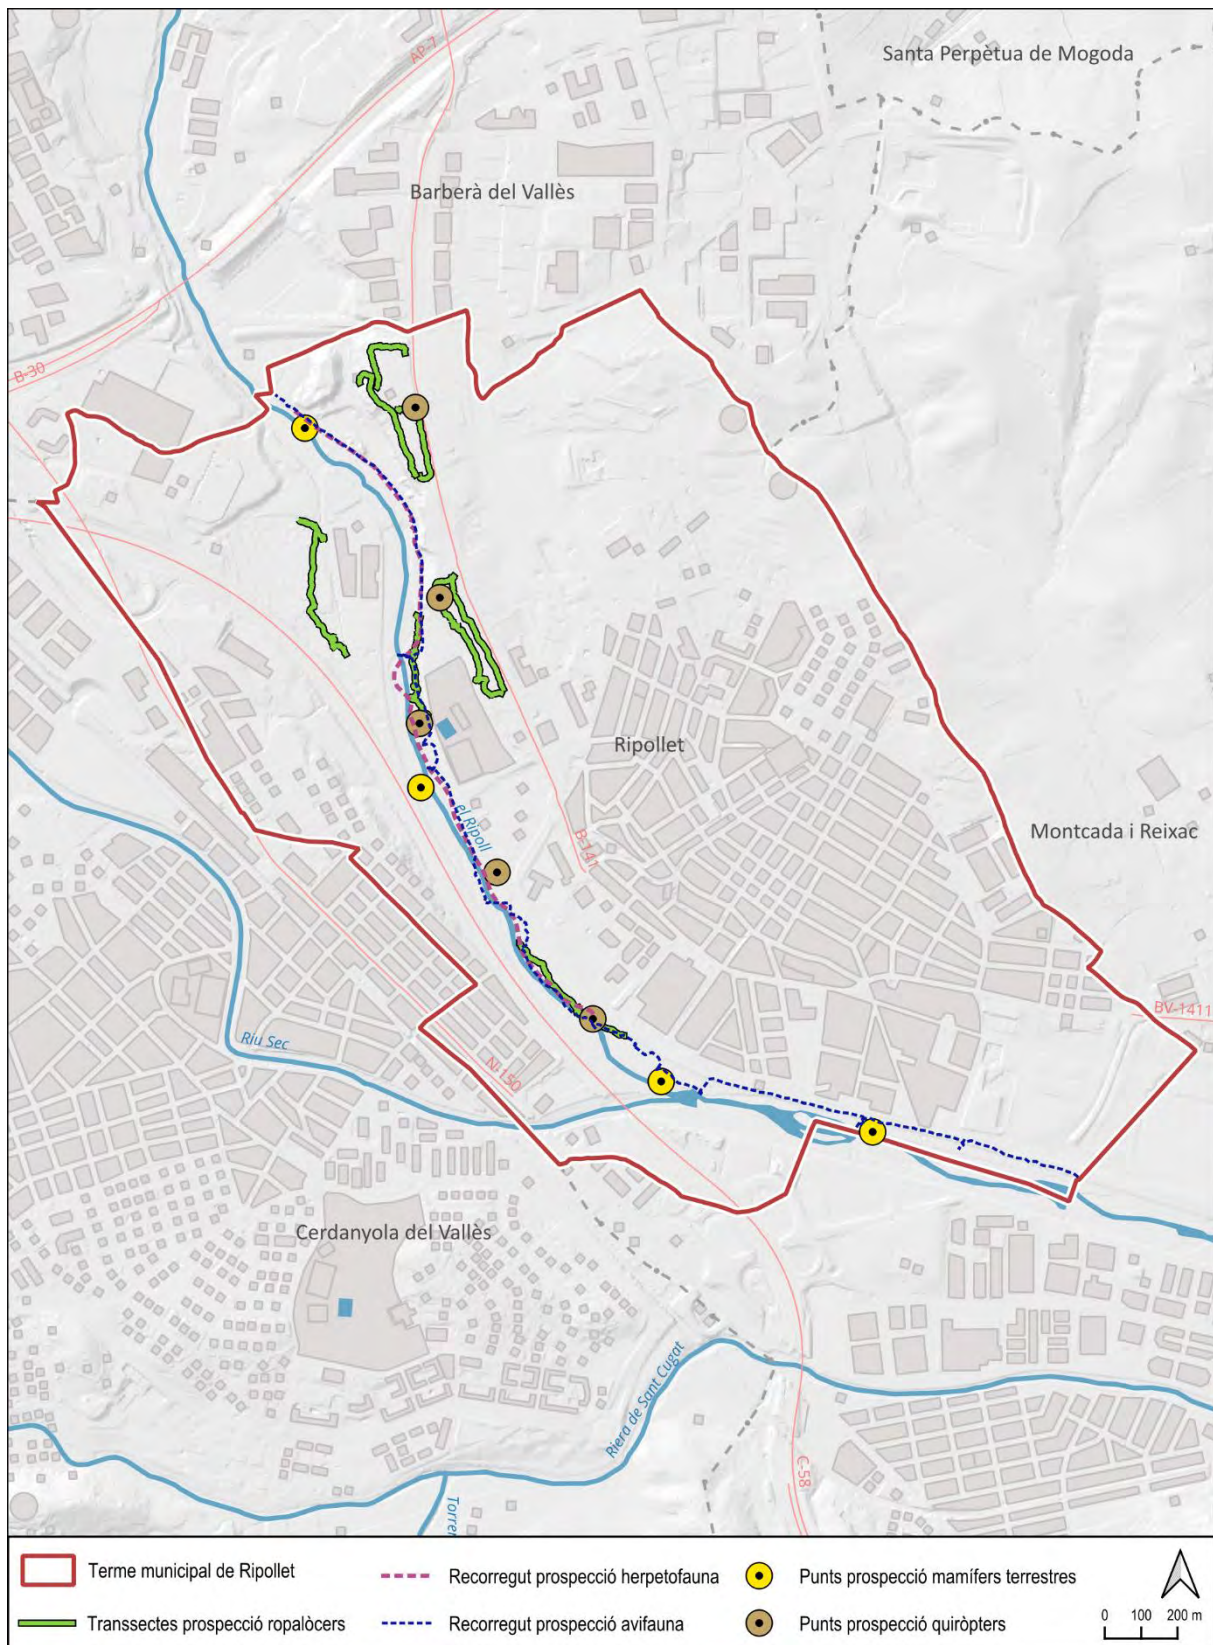 Santa Perpètua de Mogoda
AP-7
Barberà del Vallès
B-30
Ripollet
el Ripoll
B-141
Montcada i Reixac
BV-1411
Riu Sec
N-150
Cerdanyola del Vallès
Riera de Sant Cugat
C-58
Torren
Terme municipal de Ripollet
Recorregut prospecció herpetofauna
Punts prospecció mamífers terrestres
Transsectes prospecció ropalòcers
Recorregut prospecció avifauna
Punts prospecció quiròpters
0 100 200 m